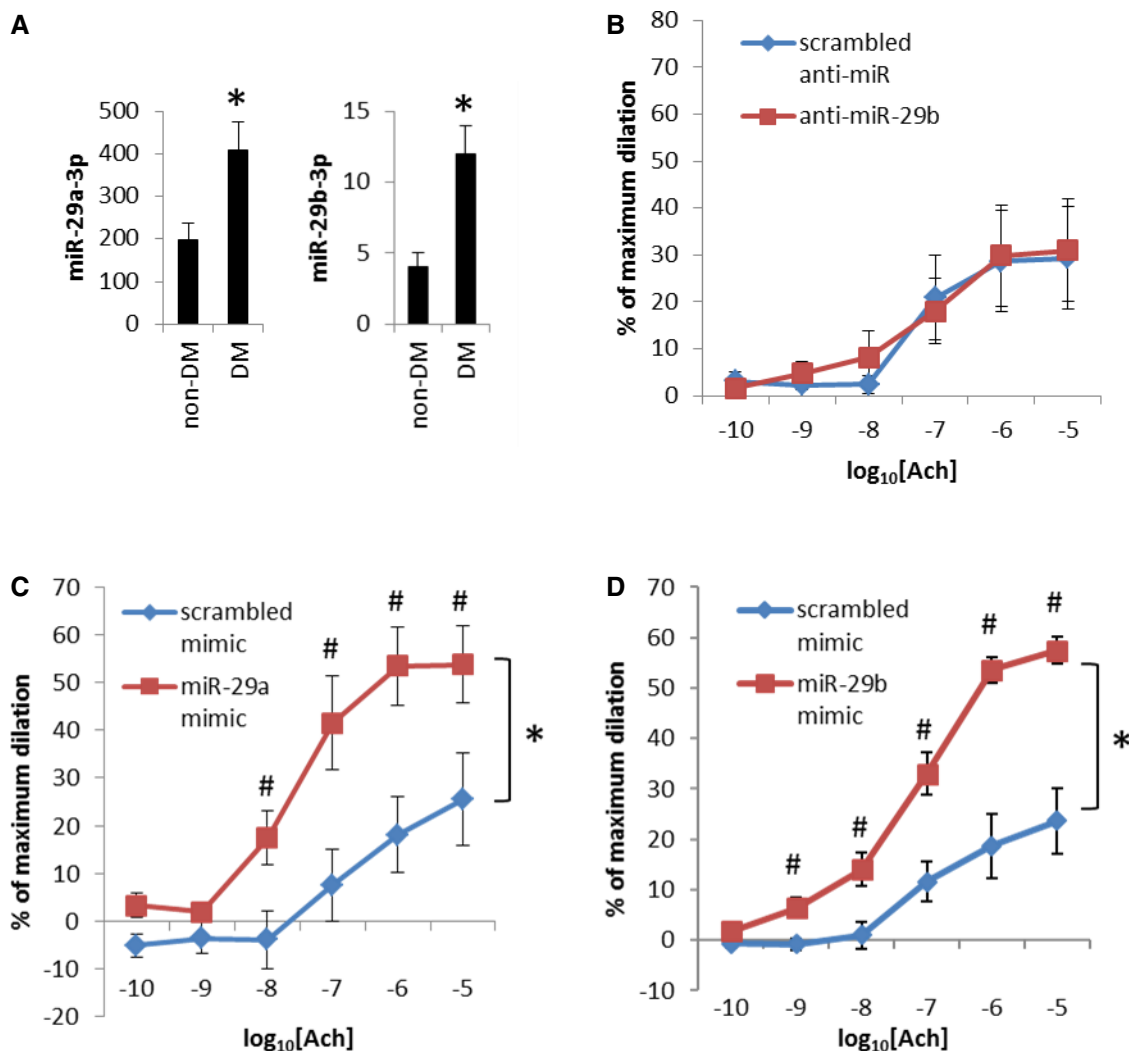 A
miR-29a-3p
500
400
300
200
100
0
*
non-DM
DM
miR-29b-3p
15
10
5
0
*
non-DM
DM
B
% of maximum dilation
80
70
60
50
40
30
20
10
0
scrambled
anti-miR
anti-miR-29b
-10 -9 -8 -7 -6 -5
log10[Ach]
C
% of maximum dilation
70
60
50
40
30
20
10
0
-10
-20
scrambled
mimic
miR-29a
mimic
# # # #
*
-10 -9 -8 -7 -6 -5
log10[Ach]
D
% of maximum dilation
70
60
50
40
30
20
10
0
-10
scrambled
mimic
miR-29b
mimic
# # # # #
*
-10 -9 -8 -7 -6 -5
log10[Ach]